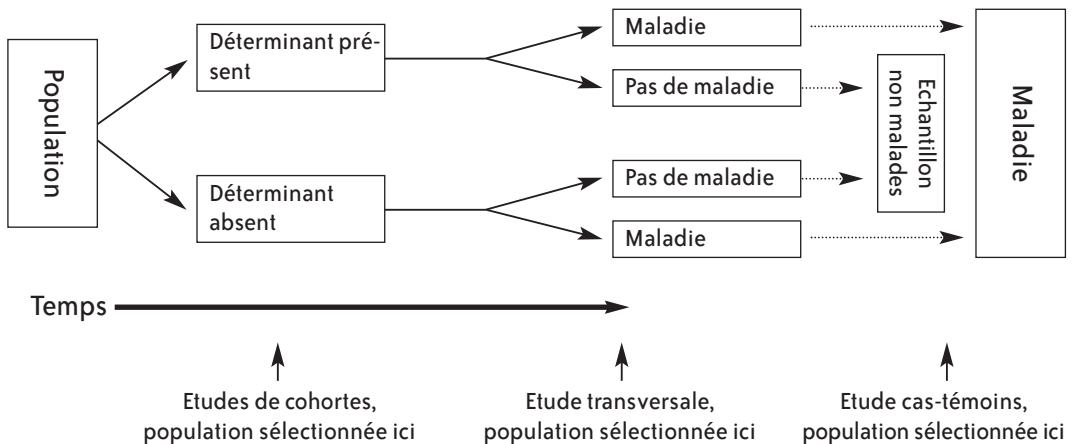 Population
Déterminant pré-
sent
Déterminant
absent
Maladie
Pas de maladie
Pas de maladie
Maladie
Echantillon
non malades
Maladie
Temps
Etudes de cohortes,
population sélectionnée ici
Etude transversale,
population sélectionnée ici
Etude cas-témoins,
population sélectionnée ici